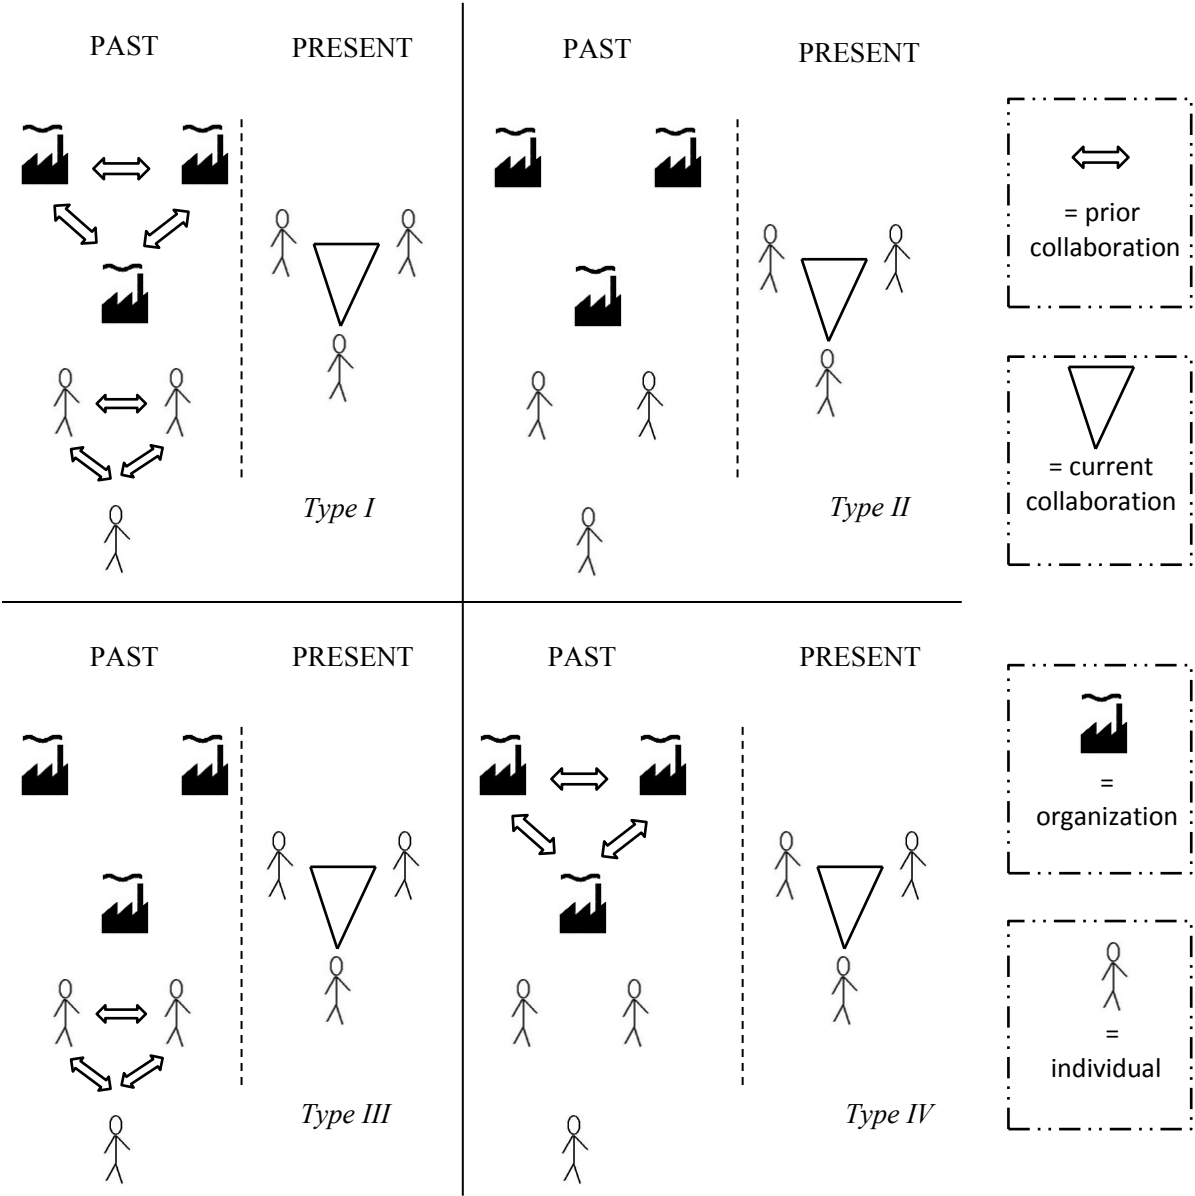 PAST
PRESENT
PAST
PRESENT
= prior
collaboration
= current
collaboration
Type I
Type II
PAST
PRESENT
PAST
PRESENT
=
organization
=
individual
Type III
Type IV